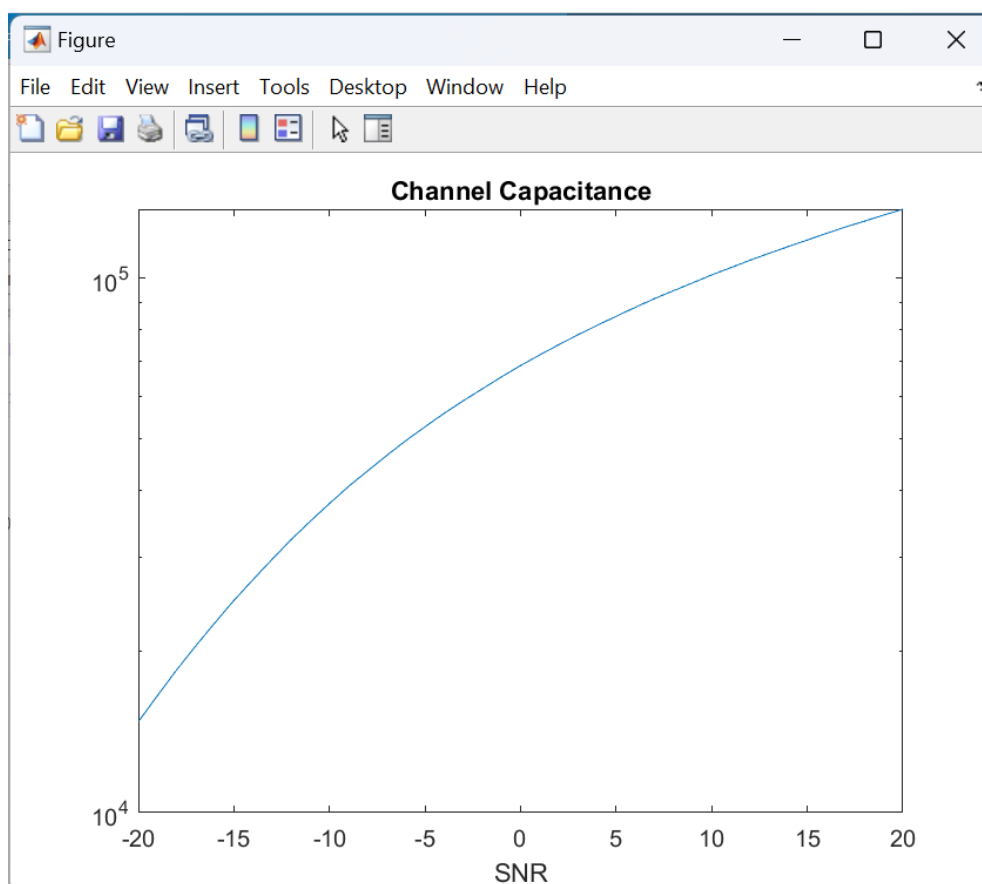 Figure
File Edit View Insert Tools Desktop Window Help
Channel Capacitance
10^5
10^4
-20 -15 -10 -5 0 5 10 15 20
SNR